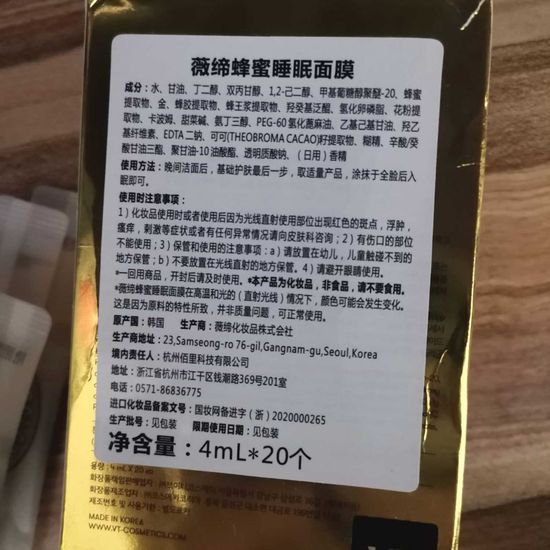 薇缔蜂蜜睡眠面膜
成分：水、甘油、丁二醇、双丙甘醇、1,2-己二醇、甲基葡糖醇聚醚-20、蜂蜜
提取物、金、蜂胶提取物、蜂王浆提取物、羟癸基泛醌、氢化卵磷脂、花粉提
取物、卡波姆、甜菜碱、氨丁三醇、PEG-60氢化蓖麻油、乙基己基甘油、羟乙
基纤维素、EDTA二钠、可可(THEOBROMA CACAO)籽提取物、糊精、辛酸/癸
酸甘油三酯、聚甘油-10油酸酯、透明质酸钠、（日用）香精
使用方法：晚间洁面后，基础护肤最后一步，取适量产品，涂抹于全脸后入
眠即可。
使用时注意事项：
1）化妆品使用时或者使用后因为光线直射使用部位出现红色的斑点，浮肿，
瘙痒，刺激等症状或者有任何异常情况请向皮肤科咨询；2）有伤口的部位
不能使用；3）保管和使用的注意事项：a）请放置在幼儿，儿童触碰不到的
地方保管；b）不要放置在光线直射的地方保管。4）请避开眼睛使用。
*一回用商品，开封后请及时使用。*本产品为化妆品，非食品，请不要食用。
*薇缔蜂蜜睡眠面膜在高温和光的（直射光线）情况下，颜色可能会发生变化。
这是因为原料的特性所致，并非质量问题，可正常使用。
原产国：韩国 生产商：薇缔化妆品株式会社
生产商地址：23,Samseong-ro 76-gil,Gangnam-gu,Seoul,Korea
境内责任人：杭州佰里科技有限公司
地址：浙江省杭州市江干区钱潮路369号201室
电话：0571-86836775
进口化妆品备案文号：国妆网备进字（浙）2020000265
生产批号：见包装 限期使用日期：见包装
净含量：4mL*20个
용량 : 4 mL X 20 ea
MADE IN KOREA
WWW.VT-COSMETICS.COM